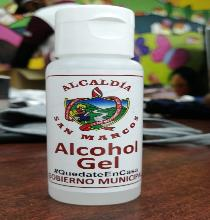 ALCALDIA
SAN MARCOS
Alcohol
Gel
#QuedateEnCasa
GOBIERNO MUNICIPAL